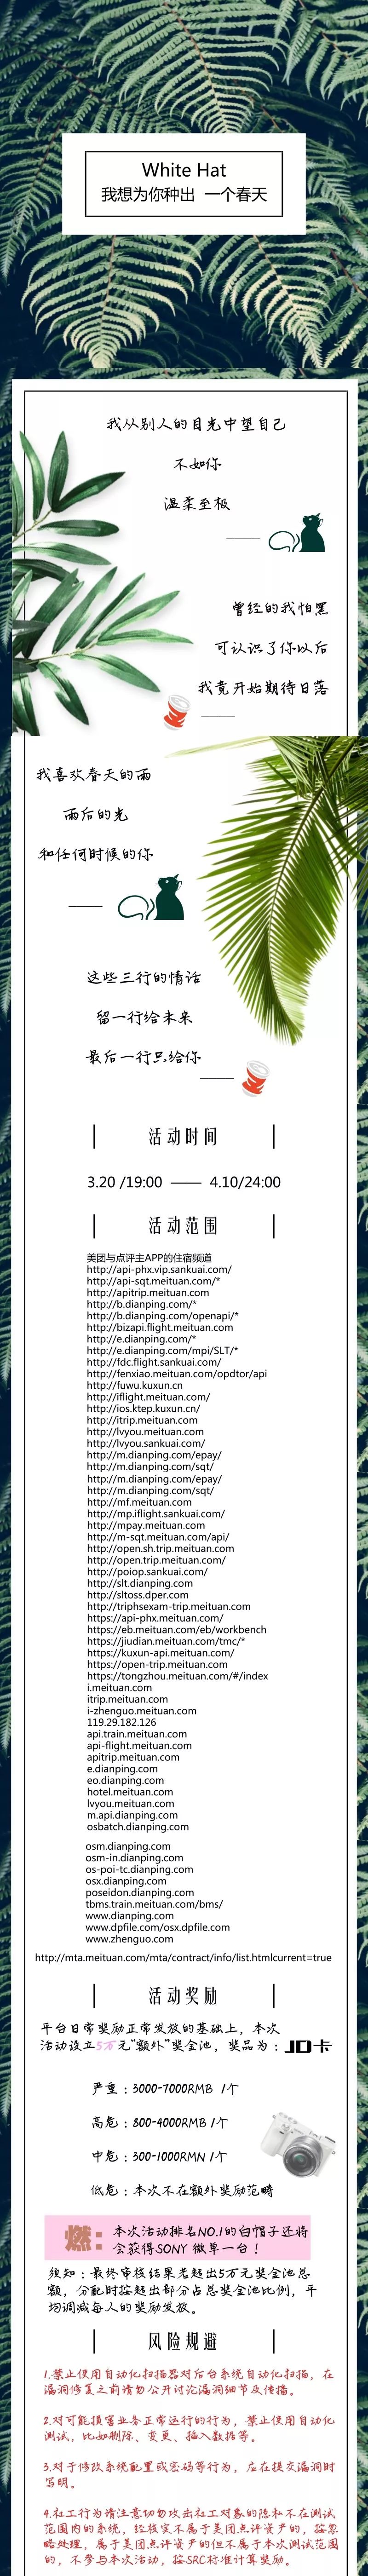 White Hat
我想为你种出 一个春天
我从别人的目光中望自己
不如你
温柔至极
曾经的我怕黑
可认识了你以后
我竟开始期待日落
我喜欢春天的雨
雨后的光
和任何时候的你
这些三行的情话
留一行给未来
最后一行只给你
活动时间
3.20 /19:00 —— 4.10/24:00
活动范围
美团与点评主APP的住宿频道
http://api-phx.vip.sankuai.com/
http://api-sqt.meituan.com/*
http://apitrip.meituan.com
http://b.dianping.com/*
http://b.dianping.com/openapi/*
http://bizapi.flight.meituan.com
http://e.dianping.com/*
http://e.dianping.com/mpi/SLT/*
http://fdc.flight.sankuai.com/
http://fenxiao.meituan.com/opdtor/api
http://fuwu.kuxun.cn
http://iflight.meituan.com/
http://ios.ktep.kuxun.cn/
http://itrip.meituan.com
http://lvyou.meituan.com
http://lvyou.sankuai.com/
http://m.dianping.com/epay/
http://m.dianping.com/sqt/
http://m.dianping.com/epay/
http://m.dianping.com/sqt/
http://mf.meituan.com
http://mp.iflight.sankuai.com/
http://mpay.meituan.com
http://m-sqt.meituan.com/api/
http://open.sh.trip.meituan.com
http://open.trip.meituan.com/
http://poiop.sankuai.com/
http://slt.dianping.com
http://sltoss.dper.com
http://triphsexam-trip.meituan.com
https://api-phx.meituan.com/
https://eb.meituan.com/eb/workbench
https://jiudian.meituan.com/tmc/*
https://kuxun-api.meituan.com/
https://open-trip.meituan.com
https://tongzhou.meituan.com/#/index
i.meituan.com
itrip.meituan.com
i-zhenguo.meituan.com
119.29.182.126
api.train.meituan.com
api-flight.meituan.com
apitrip.meituan.com
e.dianping.com
eo.dianping.com
hotel.meituan.com
lvyou.meituan.com
m.api.dianping.com
osbatch.dianping.com
osm.dianping.com
osm-in.dianping.com
os-poi-tc.dianping.com
osx.dianping.com
poseidon.dianping.com
tbms.train.meituan.com/bms/
www.dianping.com
www.dpfile.com/osx.dpfile.com
www.zhenguo.com
http://mta.meituan.com/mta/contract/info/list.htmlcurrent=true
活动奖励
平台日常奖励正常发放的基础上，本次
活动设立5万元“额外”奖金池，奖品为：JD卡
严重：3000-7000RMB /个
高危：800-4000RMB /个
中危：300-1000RMN /个
低危：本次不在额外奖励范畴
燃：本次活动排名NO.1的白帽子还将
会获得SONY 微单一台！
须知：最终审核结果若超出5万元奖金池总
额，分配时按超出部分占总奖金池比例，平
均调减每人的奖励发放。
风险规避
1.禁止使用自动化扫描器对后台系统自动化扫描，在
漏洞修复之前请勿公开讨论漏洞细节及传播。
2.对可能损害业务正常运行的行为，禁止使用自动化
测试，比如删除、变更、插入数据等。
3.对于修改系统配置或密码等行为，应在提交漏洞时
写明。
4.社工行为请注意切勿攻击社工对象的隐私不在测试
范围内的系统，经核实不属于美团点评资产的，按忽
略处理，属于美团点评资产的但不属于本次测试范围
的，不参与本次活动，按SRC标准计算奖励。